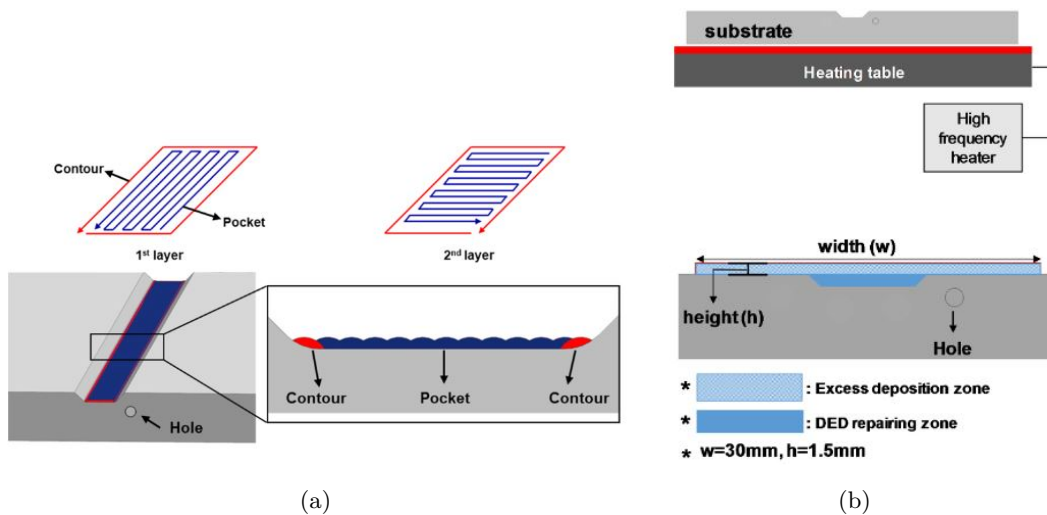 Contour
Pocket
1st layer
2nd layer
Contour
Pocket
Contour
Hole
(a)
substrate
Heating table
High
frequency
heater
width (w)
height (h)
Hole
* : Excess deposition zone
* : DED repairing zone
* w=30mm, h=1.5mm
(b)